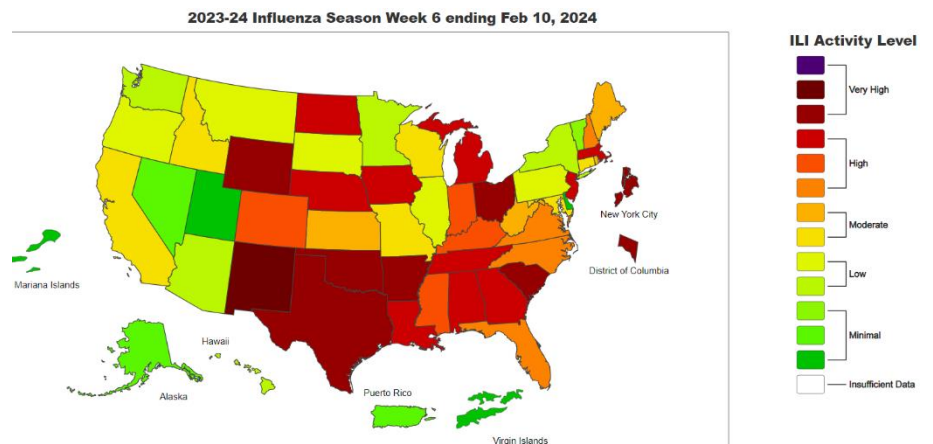 2023-24 Influenza Season Week 6 ending Feb 10, 2024
ILI Activity Level
Very High
High
Moderate
Low
Minimal
Insufficient Data
New York City
District of Columbia
Mariana Islands
Hawaii
Alaska
Puerto Rico
Virgin Islands